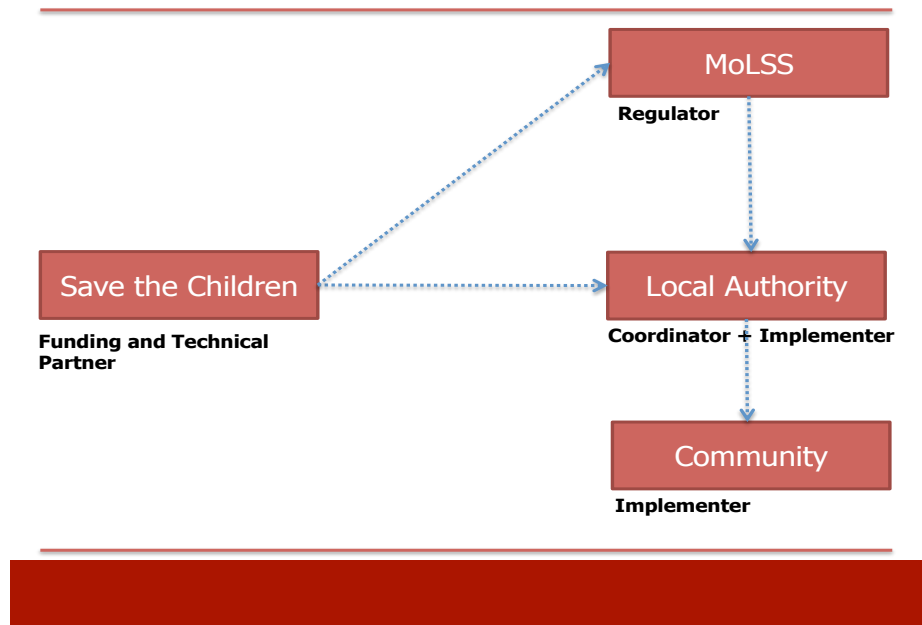 MoLSS
Regulator
Save the Children
Funding and Technical
Partner
Local Authority
Coordinator + Implementer
Community
Implementer